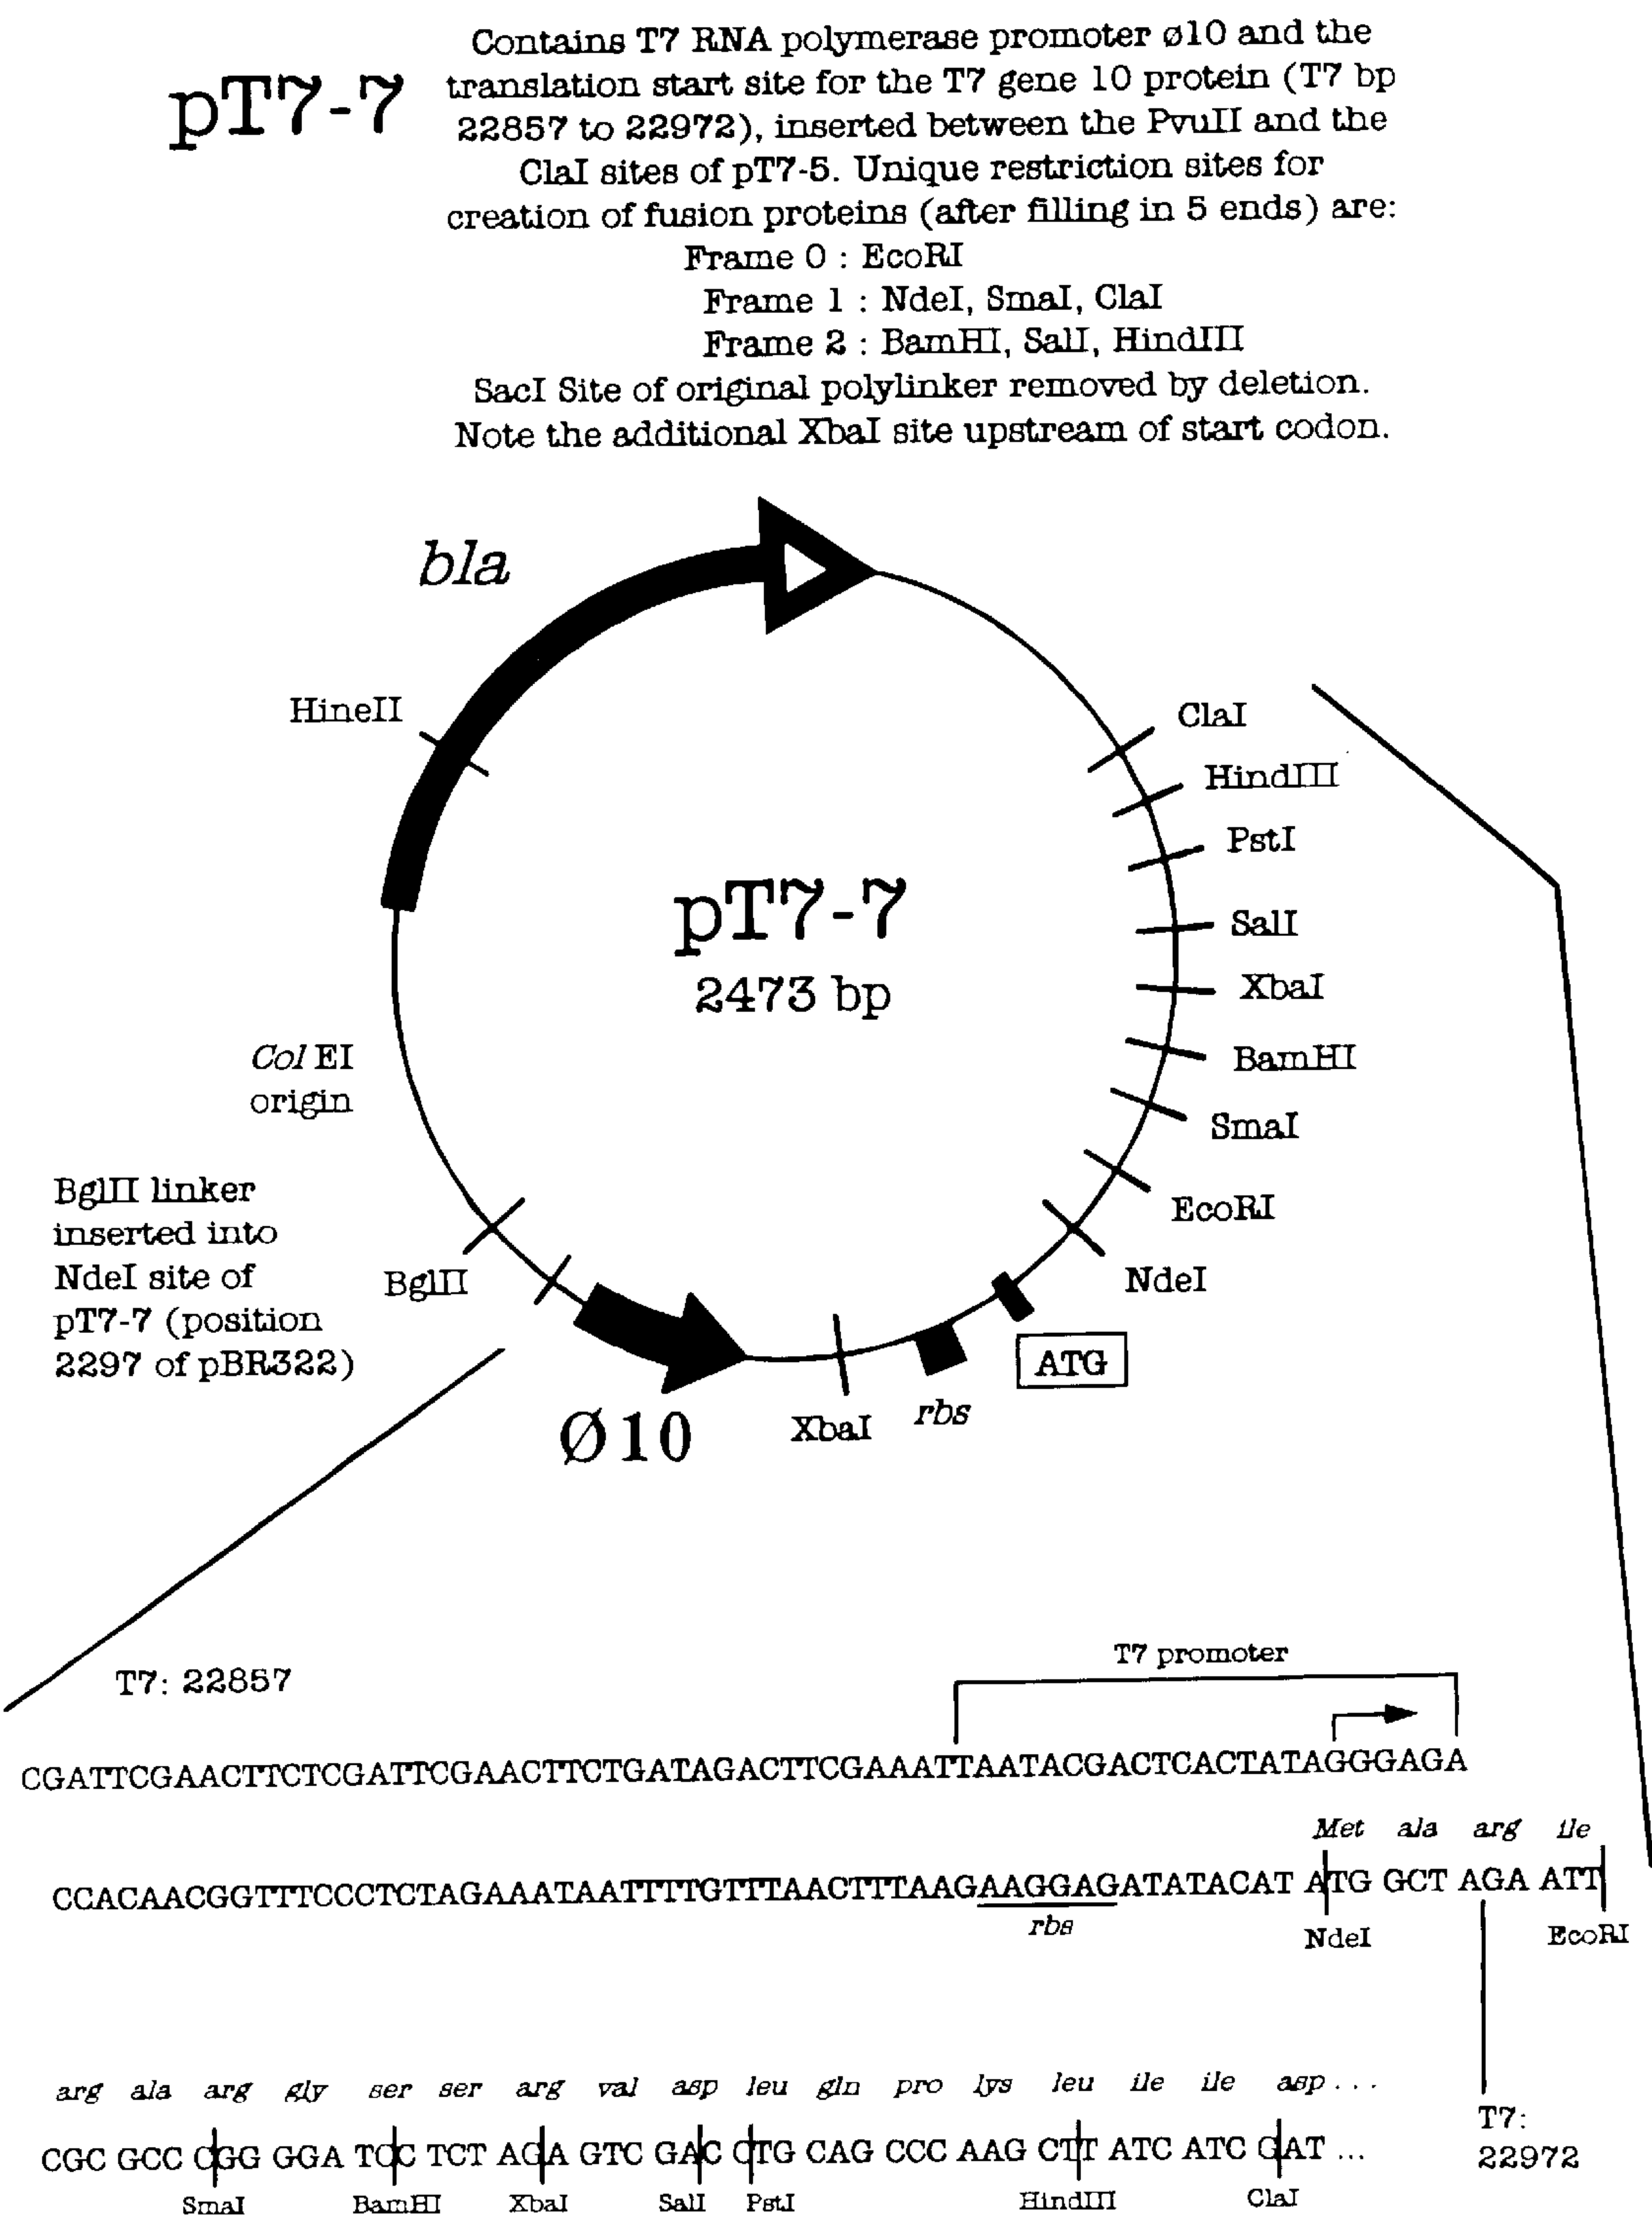 pT7-7
Contains T7 RNA polymerase promoter ø10 and the
translation start site for the T7 gene 10 protein (T7 bp
22857 to 22972), inserted between the PvuII and the
ClaI sites of pT7-5. Unique restriction sites for
creation of fusion proteins (after filling in 5 ends) are:
Frame 0 : EcoRI
Frame 1 : NdeI, SmaI, ClaI
Frame 2 : BamHI, SalI, HindIII
SacI Site of original polylinker removed by deletion.
Note the additional XbaI site upstream of start codon.
bla
HineII
ClaI
HindIII
PstI
SalI
XbaI
BamHI
SmaI
EcoRI
NdeI
pT7-7
2473 bp
Col EI
origin
BglII linker
inserted into
NdeI site of
pT7-7 (position
2297 of pBR322)
BglII
Ø10
XbaI
rbs
ATG
T7: 22857
T7 promoter
CGATTCGAACTTCTCGATTCGAACTTCTGATAGACTTCGAAATTAATACGACTCACTATAGGGAGA
Met ala arg ile
CCACAACGGTTTCCCTCTAGAAATAATTTTGTTTAACTTTAAGAAGGAGATATACAT ATG GCT AGA ATT
rbs
NdeI
EcoRI
arg ala arg gly ser ser arg val asp leu gln pro lys leu ile ile asp ...
CGC GCC CGG GGA TCC TCT AGA GTC GAC CTG CAG CCC AAG CTT ATC ATC GAT ...
SmaI BamHI XbaI SalI PstI HindIII ClaI
T7:
22972